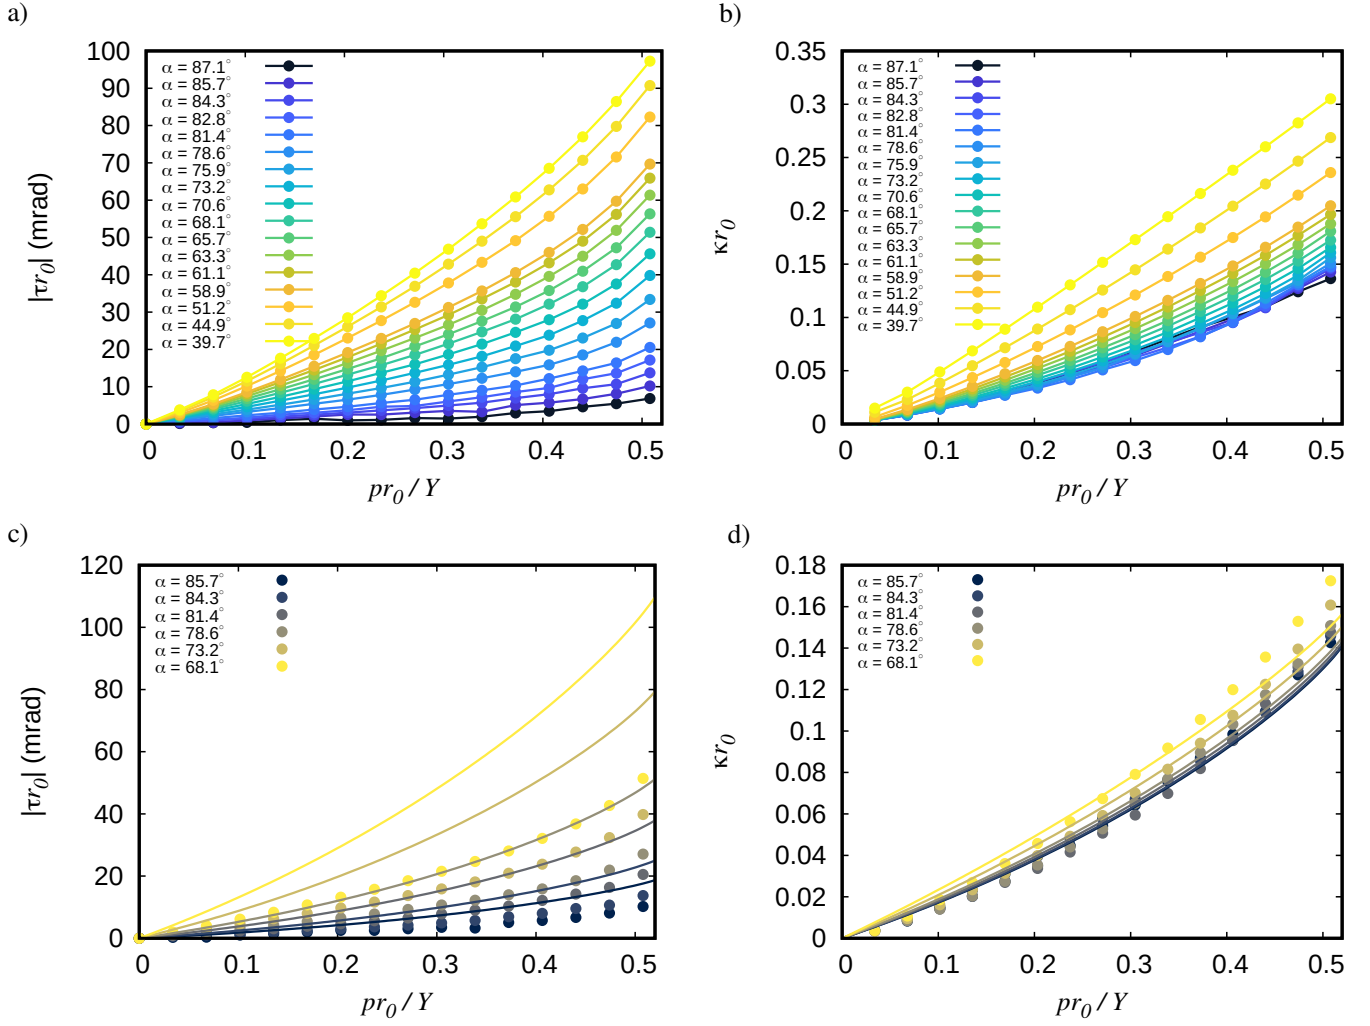 a)
100
90
80
70
60
50
40
30
20
10
0
|τr0| (mrad)
α = 87.1°
α = 85.7°
α = 84.3°
α = 82.8°
α = 81.4°
α = 78.6°
α = 75.9°
α = 73.2°
α = 70.6°
α = 68.1°
α = 65.7°
α = 63.3°
α = 61.1°
α = 58.9°
α = 51.2°
α = 44.9°
α = 39.7°
0 0.1 0.2 0.3 0.4 0.5
pr0 / Y
b)
0.35
0.3
0.25
0.2
0.15
0.1
0.05
0
κr0
α = 87.1°
α = 85.7°
α = 84.3°
α = 82.8°
α = 81.4°
α = 78.6°
α = 75.9°
α = 73.2°
α = 70.6°
α = 68.1°
α = 65.7°
α = 63.3°
α = 61.1°
α = 58.9°
α = 51.2°
α = 44.9°
α = 39.7°
0 0.1 0.2 0.3 0.4 0.5
pr0 / Y
c)
120
100
80
60
40
20
0
|τr0| (mrad)
α = 85.7°
α = 84.3°
α = 81.4°
α = 78.6°
α = 73.2°
α = 68.1°
0 0.1 0.2 0.3 0.4 0.5
pr0 / Y
d)
0.18
0.16
0.14
0.12
0.1
0.08
0.06
0.04
0.02
0
κr0
α = 85.7°
α = 84.3°
α = 81.4°
α = 78.6°
α = 73.2°
α = 68.1°
0 0.1 0.2 0.3 0.4 0.5
pr0 / Y